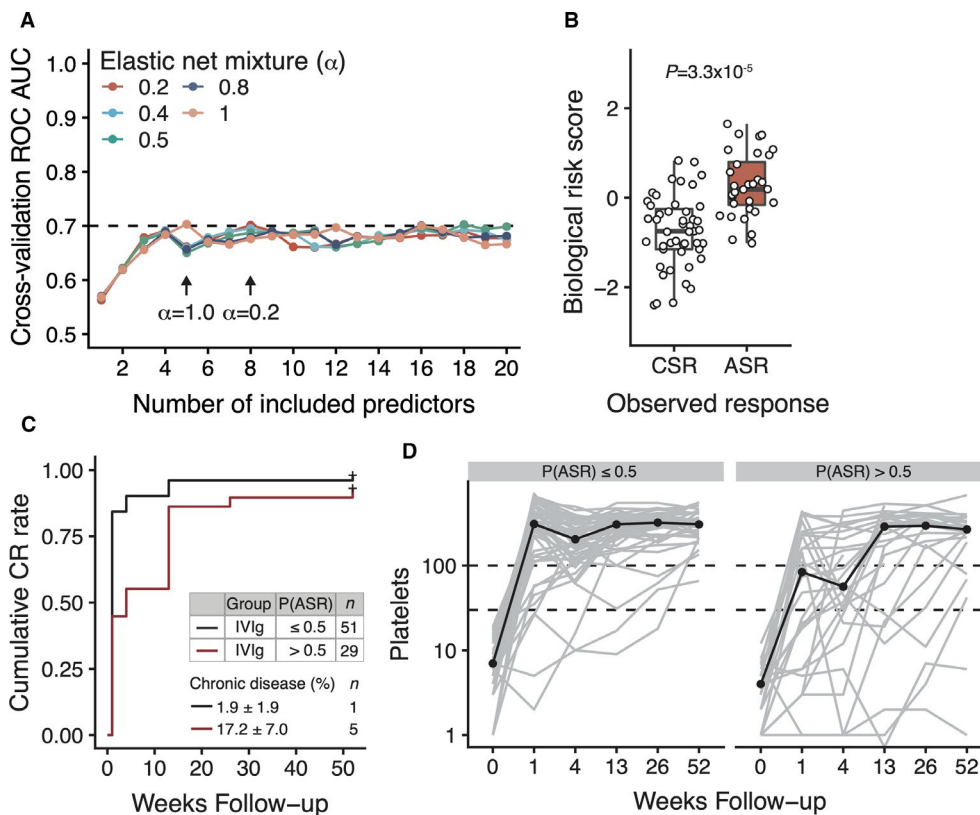 A
Cross-validation ROC AUC
1.0
0.9
0.8
0.7
0.6
0.5
Elastic net mixture (α)
0.2 0.8
0.4 1
0.5
α=1.0 α=0.2
2 4 6 8 10 12 14 16 18 20
Number of included predictors
B
Biological risk score
2
0
−2
P=3.3x10-5
CSR ASR
Observed response
C
Cumulative CR rate
1.00
0.75
0.50
0.25
0.00
Group P(ASR) n
IVIg ≤ 0.5 51
IVIg > 0.5 29
Chronic disease (%) n
1.9 ± 1.9 1
17.2 ± 7.0 5
0 10 20 30 40 50
Weeks Follow−up
D
P(ASR) ≤ 0.5 P(ASR) > 0.5
Platelets
100
10
1
0 1 4 13 26 52 0 1 4 13 26 52
Weeks Follow−up